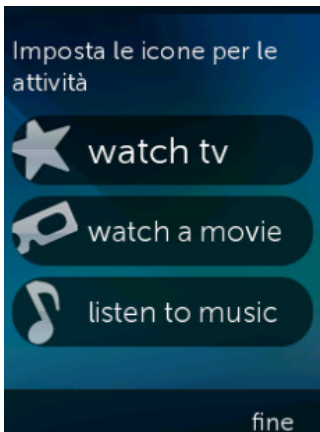 Imposta le icone per le
attività
watch tv
watch a movie
listen to music
fine